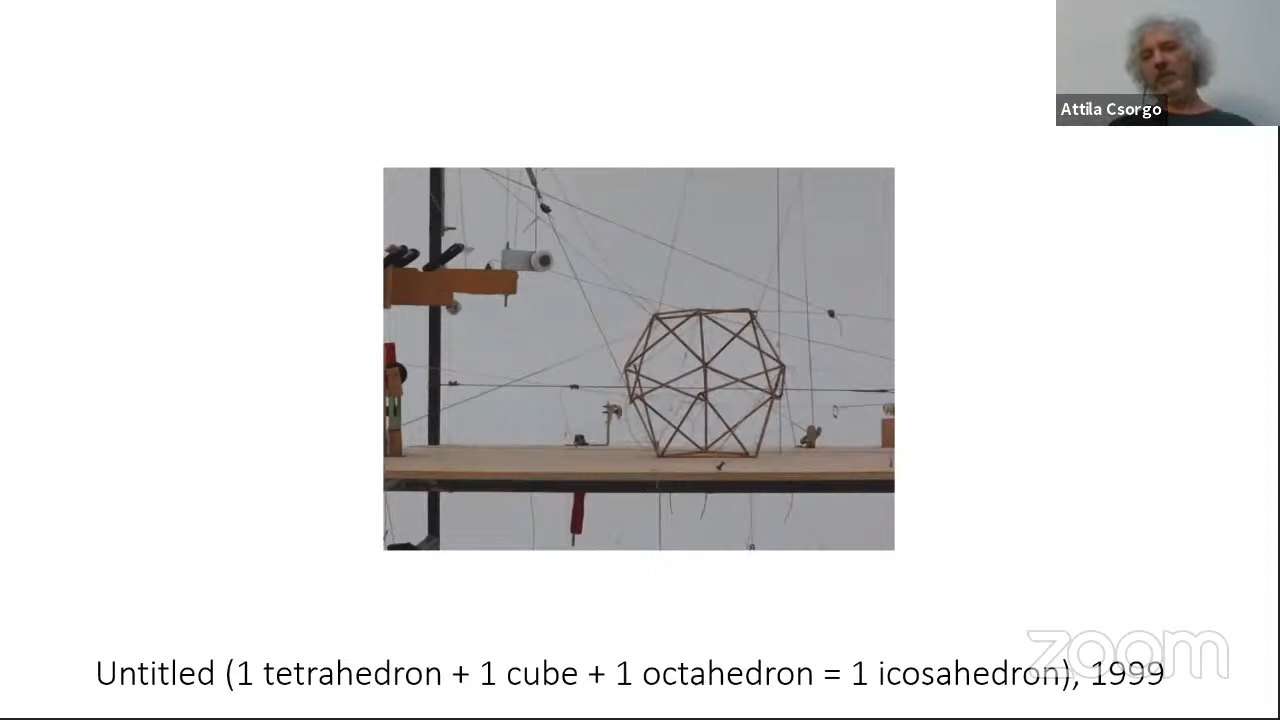 Attila Csorgo
Untitled (1 tetrahedron + 1 cube + 1 octahedron = 1 icosahedron), 1999
zoom